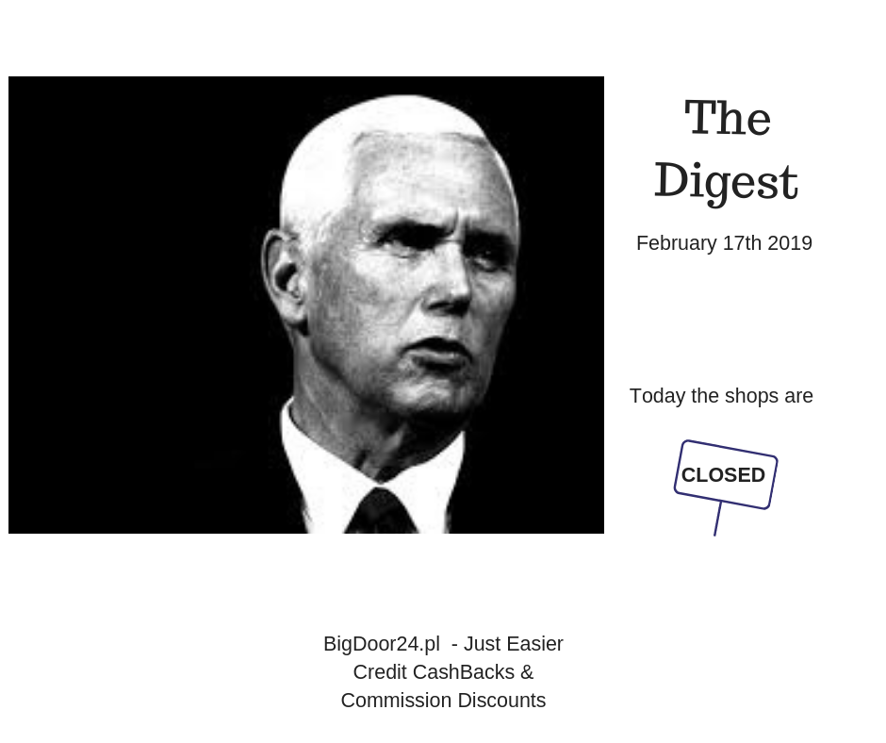 The
Digest
February 17th 2019
Today the shops are
CLOSED
BigDoor24.pl  - Just Easier
Credit CashBacks &
Commission Discounts